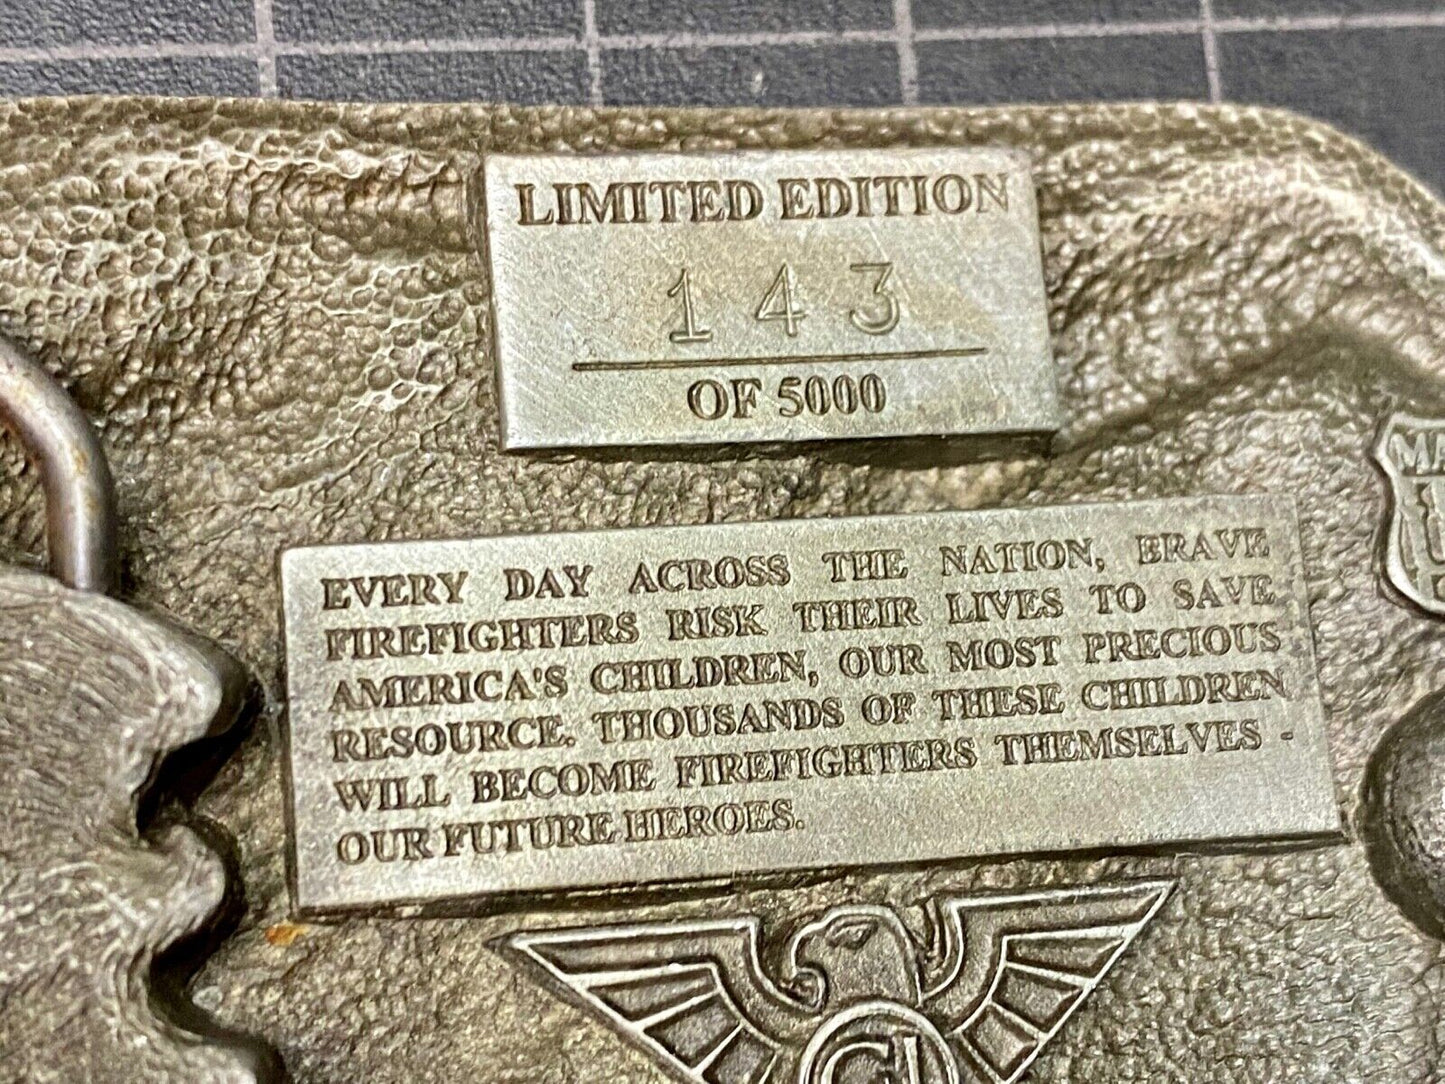 LIMITED EDITION
143
OF 5000
EVERY DAY ACROSS THE NATION, BRAVE
FIREFIGHTERS RISK THEIR LIVES TO SAVE
AMERICA'S CHILDREN, OUR MOST PRECIOUS
RESOURCE. THOUSANDS OF THESE CHILDREN
WILL BECOME FIREFIGHTERS THEMSELVES -
OUR FUTURE HEROES.